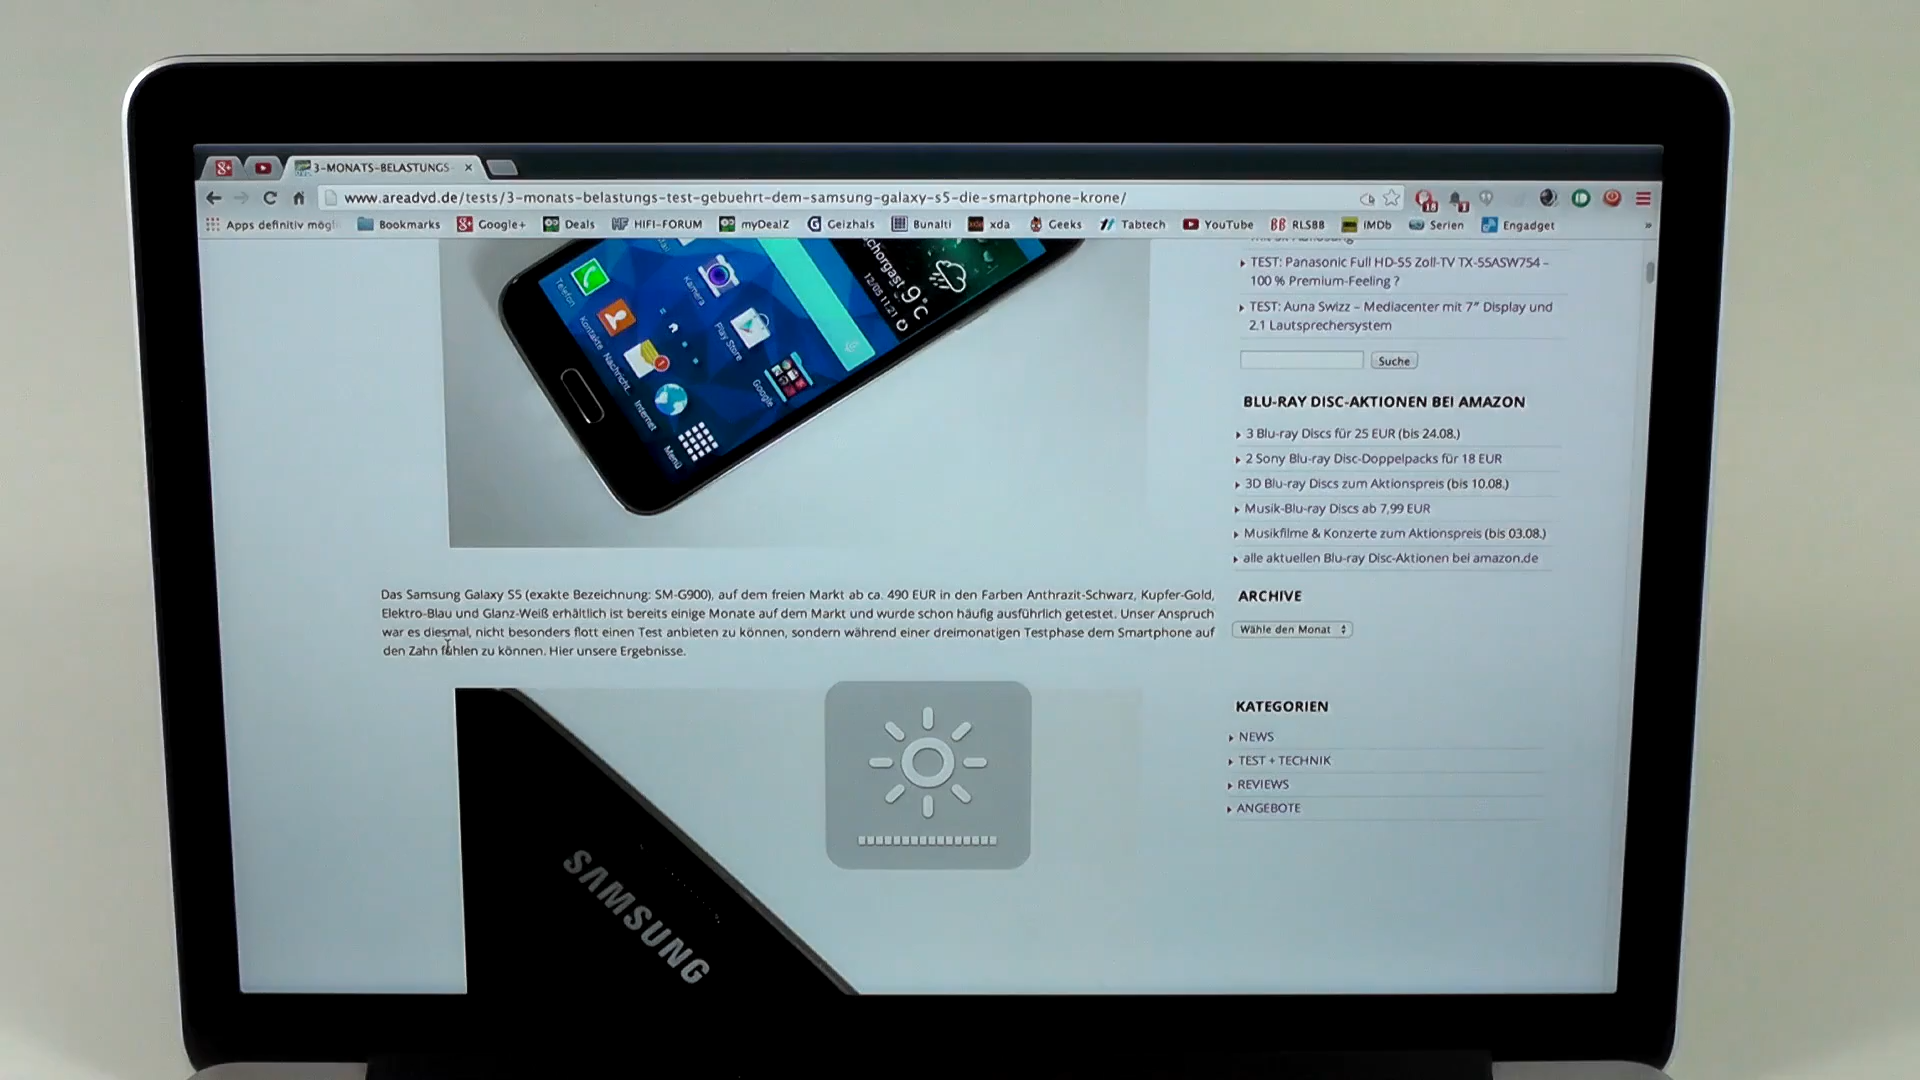 3-MONATS-BELASTUNGS
www.areadvd.de/tests/3-monats-belastungs-test-gebuehrt-dem-samsung-galaxy-s5-die-smartphone-krone/
Apps definitiv mögli Bookmarks Google+ Deals HIFI-FORUM myDealZ Geizhals Bunalti xda Geeks Tabtech YouTube RLSBB IMDb Serien Engadget
TEST: Panasonic Full HD-55 Zoll-TV TX-55ASW754 –
100 % Premium-Feeling ?
TEST: Auna Swizz – Mediacenter mit 7" Display und
2.1 Lautsprechersystem
Suche
BLU-RAY DISC-AKTIONEN BEI AMAZON
3 Blu-ray Discs für 25 EUR (bis 24.08.)
2 Sony Blu-ray Disc-Doppelpacks für 18 EUR
3D Blu-ray Discs zum Aktionspreis (bis 10.08.)
Musik-Blu-ray Discs ab 7,99 EUR
Musikfilme & Konzerte zum Aktionspreis (bis 03.08.)
alle aktuellen Blu-ray Disc-Aktionen bei amazon.de
ARCHIVE
Wähle den Monat
KATEGORIEN
NEWS
TEST + TECHNIK
REVIEWS
ANGEBOTE
Telefon
Kontakte
Nachricht...
Internet
Menü
Kamera
Play Store
Google
9°C
12/05 11:21
Das Samsung Galaxy S5 (exakte Bezeichnung: SM-G900), auf dem freien Markt ab ca. 490 EUR in den Farben Anthrazit-Schwarz, Kupfer-Gold,
Elektro-Blau und Glanz-Weiß erhältlich ist bereits einige Monate auf dem Markt und wurde schon häufig ausführlich getestet. Unser Anspruch
war es diesmal, nicht besonders flott einen Test anbieten zu können, sondern während einer dreimonatigen Testphase dem Smartphone auf
den Zahn fühlen zu können. Hier unsere Ergebnisse.
SAMSUNG